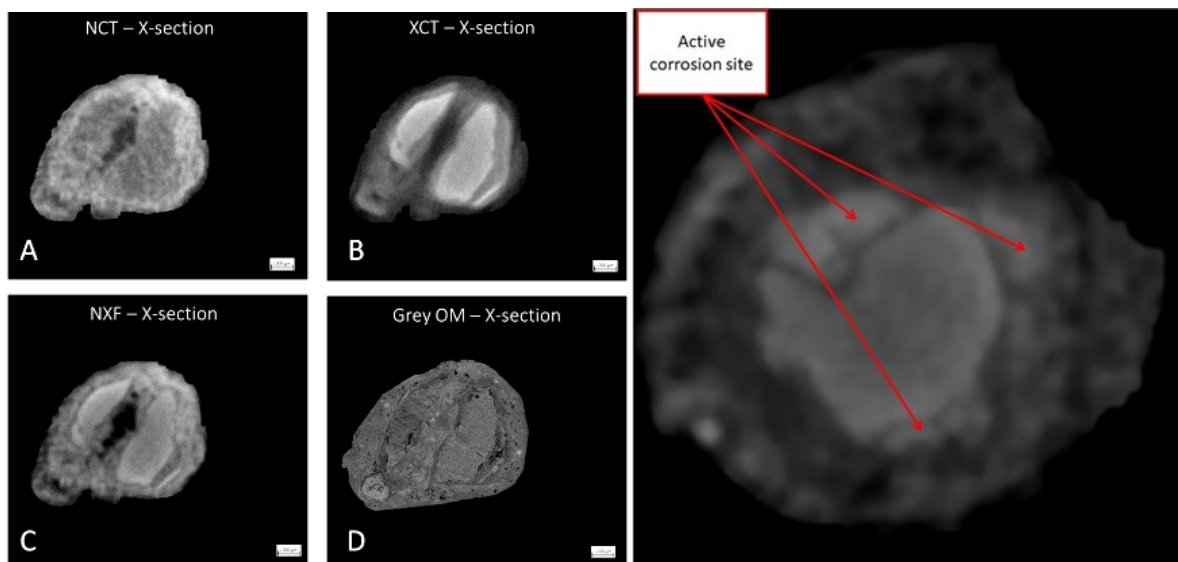 NCT – X-section
A
XCT – X-section
B
NXF – X-section
C
Grey OM – X-section
D
Active
corrosion site